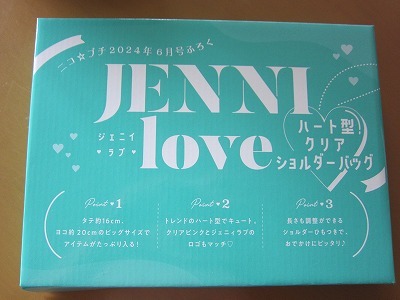 ニコ☆プチ2024年6月号ふろく
JENNI
ジェニイ
♥ラブ♥
love
ハート型!
クリア
ショルダーバッグ
Point♥1
タテ約16cm、
ヨコ約20cmのビッグサイズで
アイテムがたっぷり入る!
Point♥2
トレンドのハート型でキュート。
クリアピンクとジェニィラブの
ロゴもマッチ♡
Point♥3
長さも調整ができる
ショルダーひもつきで、
おでかけにピッタリ♪